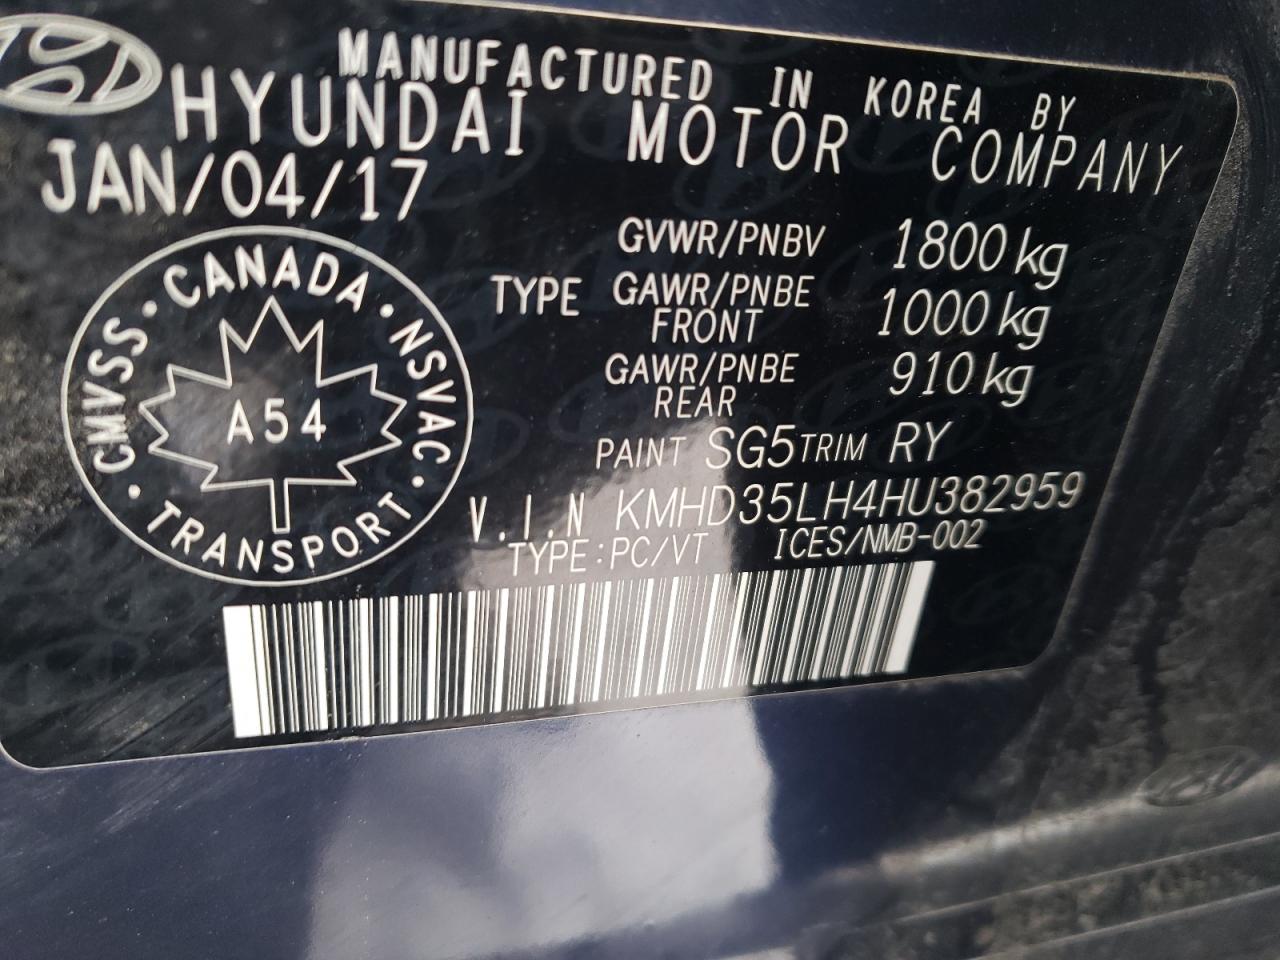 MANUFACTURED IN KOREA BY
HYUNDAI MOTOR COMPANY
JAN/04/17
GVWR/PNBV 1800 kg
TYPE GAWR/PNBE FRONT 1000 kg
GAWR/PNBE REAR 910 kg
PAINT SG5 TRIM RY
V.I.N KMHD35LH4HU382959
TYPE:PC/VT ICES/NMB-002
CMVSS · CANADA · NSVAC · TRANSPORT ·
A54